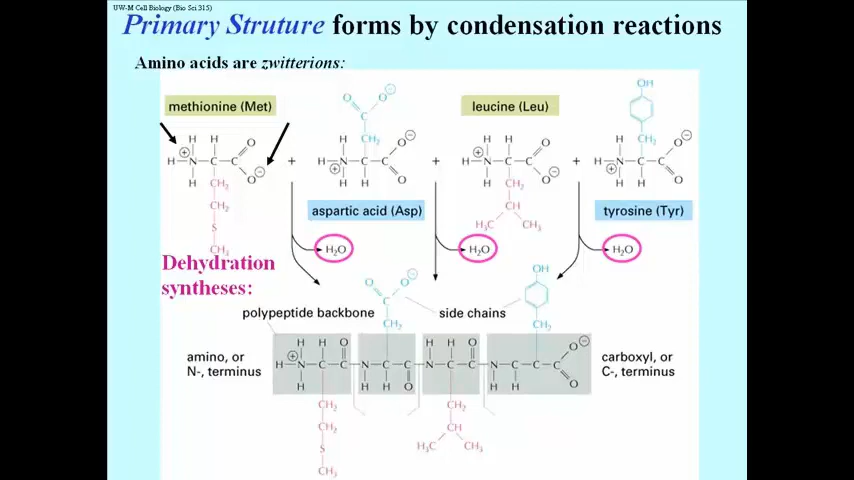 UW-M Cell Biology (Bio Sci 315)
Primary Struture forms by condensation reactions
Amino acids are zwitterions:
methionine (Met)
leucine (Leu)
aspartic acid (Asp)
tyrosine (Tyr)
H₂O H₂O H₂O
Dehydration
syntheses:
polypeptide backbone
side chains
amino, or
N-, terminus
carboxyl, or
C-, terminus